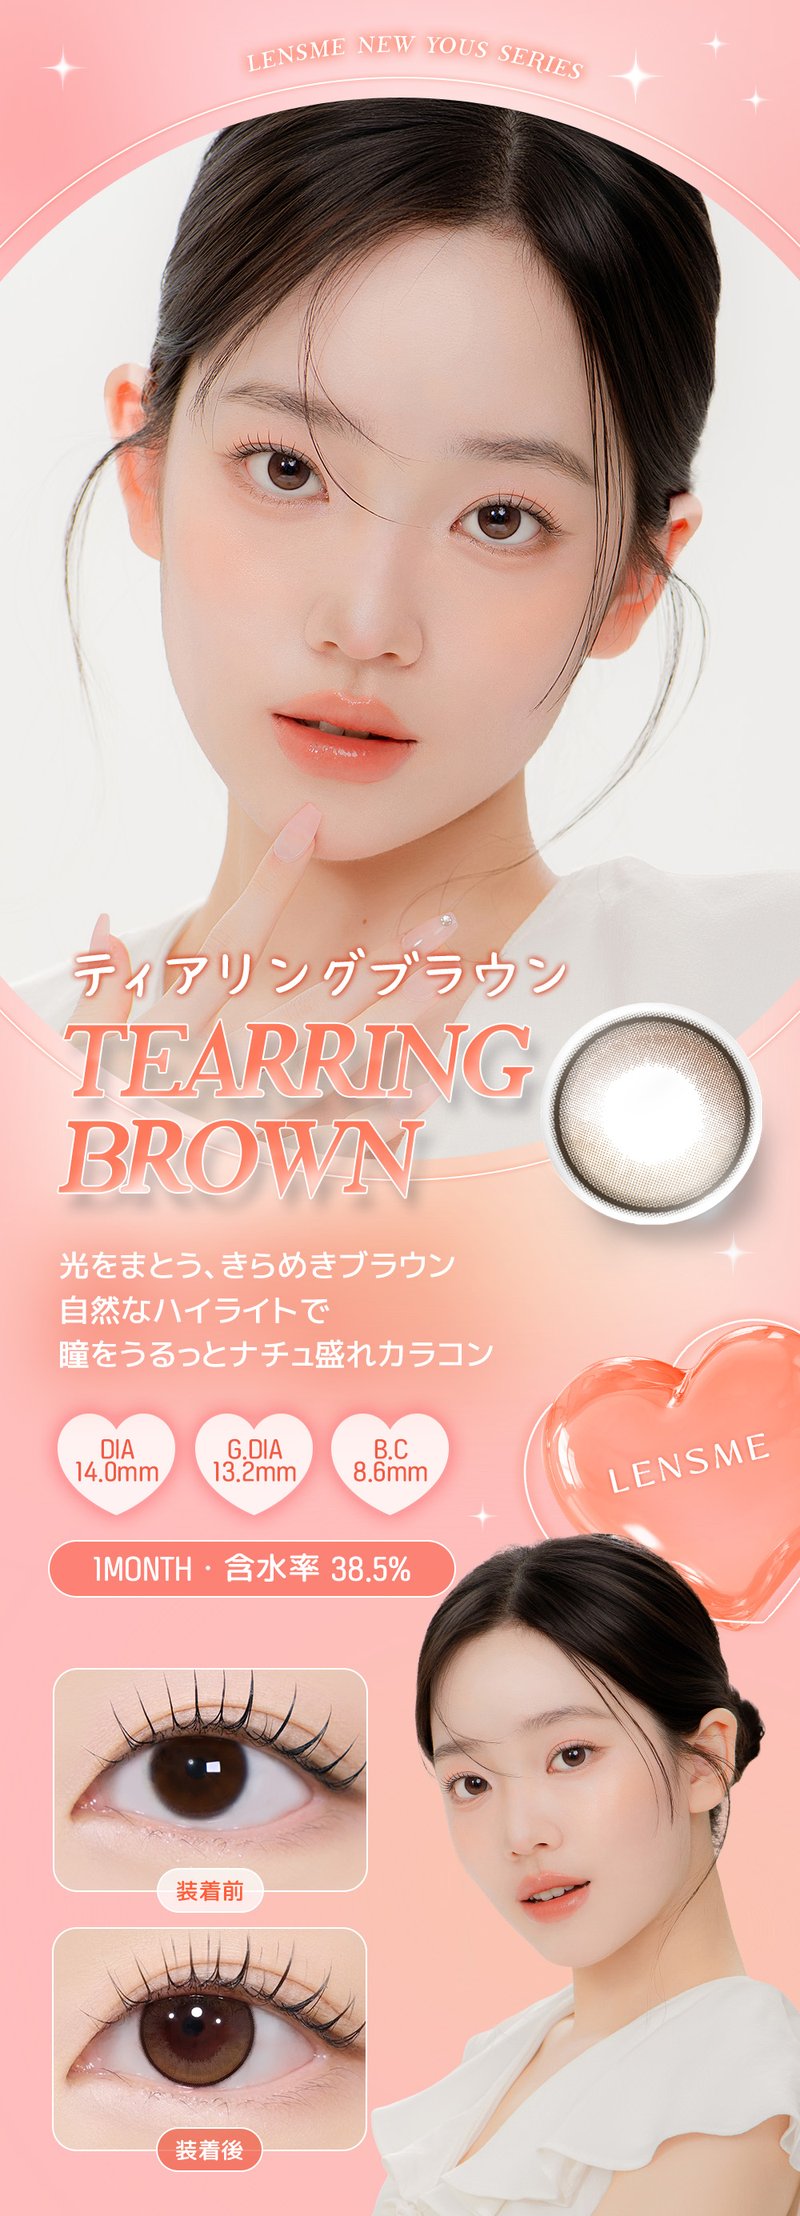 LENSME NEW YOUS SERIES
ティアリングブラウン
TEARRING
BROWN
光をまとう、きらめきブラウン
自然なハイライトで
瞳をうるっとナチュ盛れカラコン
DIA
14.0mm
G.DIA
13.2mm
B.C
8.6mm
LENSME
1MONTH・含水率 38.5%
装着前
装着後